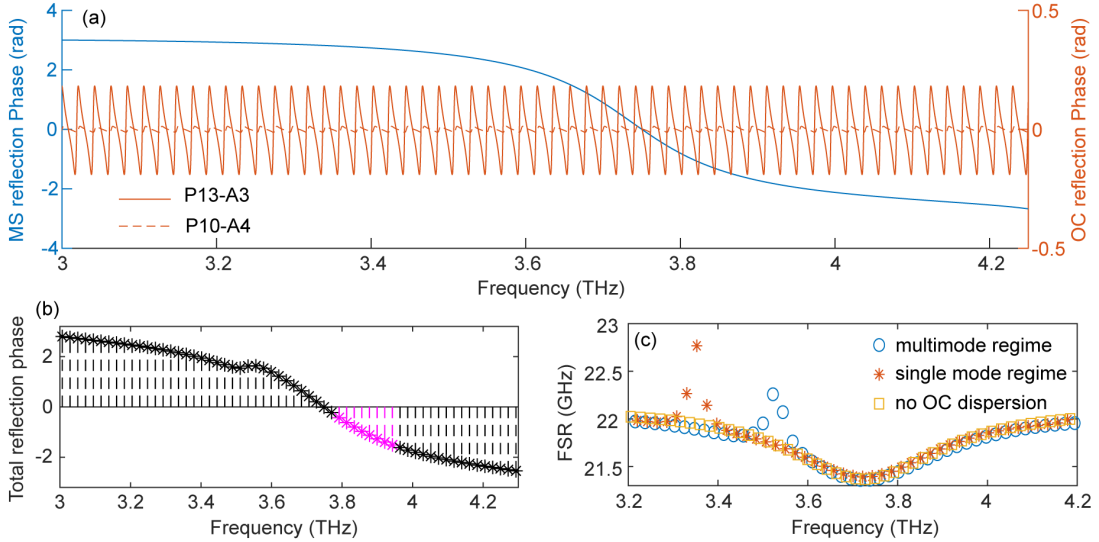 (a)
MS reflection Phase (rad)
4
2
0
-2
-4
OC reflection Phase (rad)
0.5
0
-0.5
P13-A3
P10-A4
3 3.2 3.4 3.6 3.8 4 4.2
Frequency (THz)
(b)
Total reflection phase
2
0
-2
3 3.2 3.4 3.6 3.8 4 4.2
Frequency (THz)
(c)
FSR (GHz)
23
22.5
22
21.5
multimode regime
single mode regime
no OC dispersion
3.2 3.4 3.6 3.8 4 4.2
Frequency (THz)